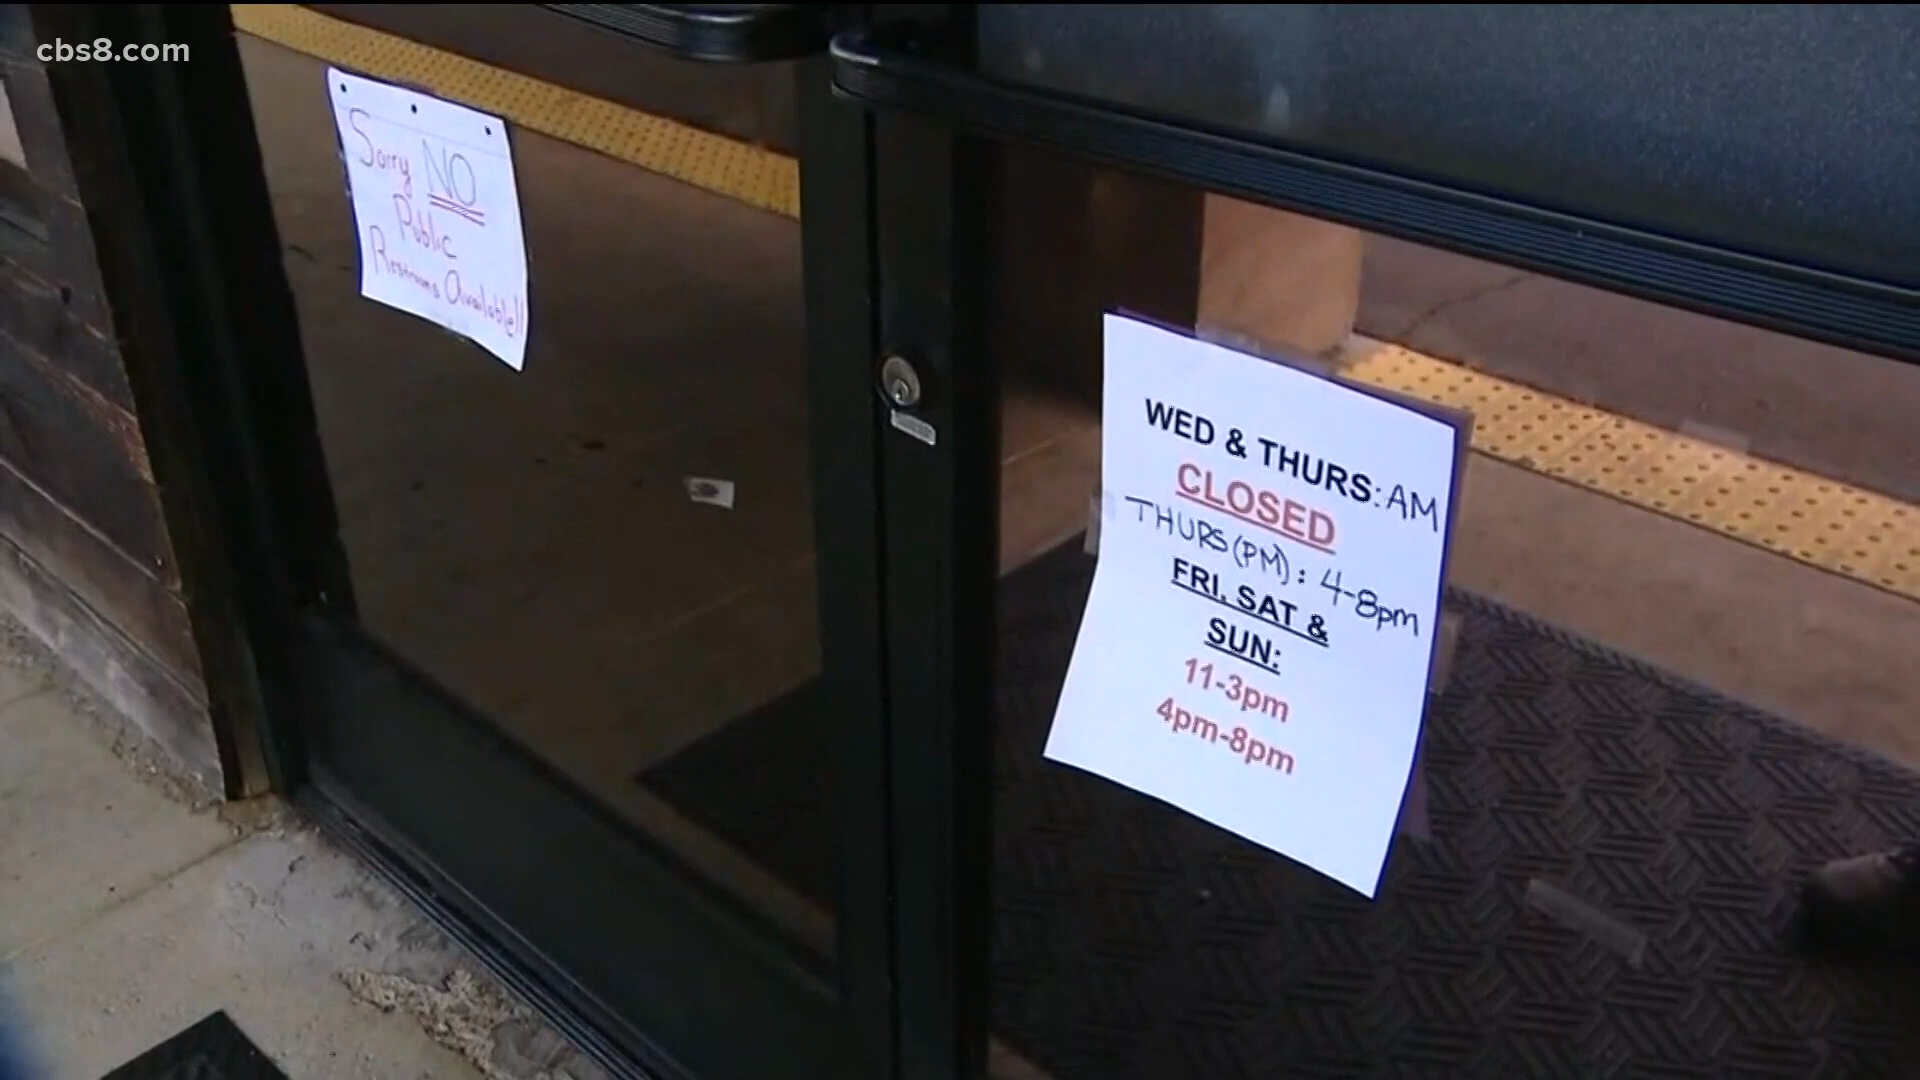 cbs8.com
Sorry NO
Public
Restrooms Available!!
WED & THURS: AM
CLOSED
THURS(PM): 4-8pm
FRI, SAT &
SUN:
11-3pm
4pm-8pm